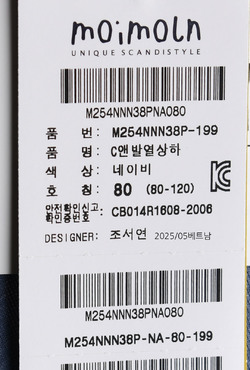 moimoln
UNIQUE SCANDISTYLE
M254NNN38PNA080
품 번: M254NNN38P-199
품 명: C앤발열상하
색 상: 네이비
호 칭: 80 (80-120)
안전확인신고
확인증번호: CB014R1608-2006
DESIGNER: 조서연 2025/05베트남
M254NNN38PNA080
M254NNN38P-NA-80-199